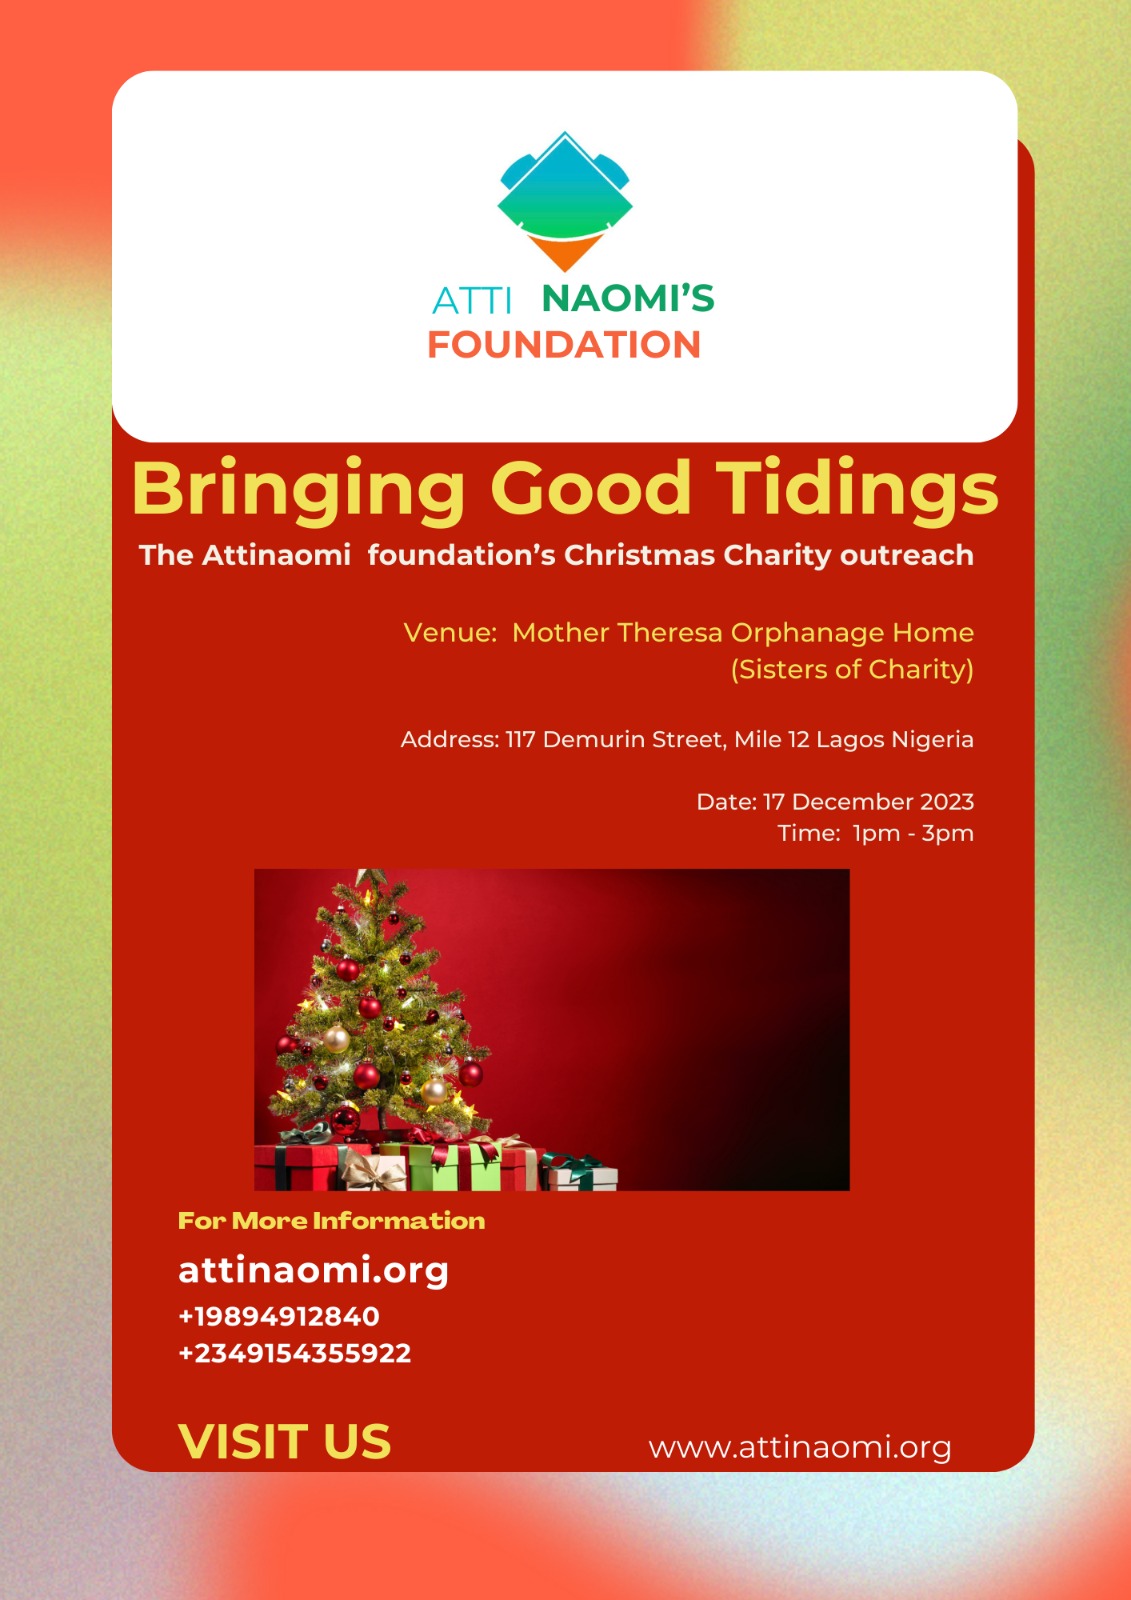 ATTI NAOMI'S
FOUNDATION
Bringing Good Tidings
The Attinaomi foundation's Christmas Charity outreach
Venue: Mother Theresa Orphanage Home
(Sisters of Charity)
Address: 117 Demurin Street, Mile 12 Lagos Nigeria
Date: 17 December 2023
Time: 1pm - 3pm
For More Information
attinaomi.org
+19894912840
+2349154355922
VISIT US
www.attinaomi.org